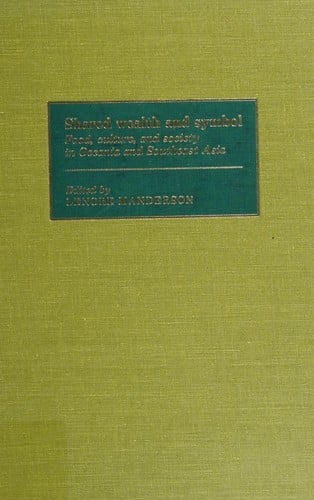 Shared wealth and symbol
Food, culture, and society
in Oceania and Southeast Asia
Edited by
LENORE MANDERSON